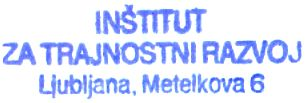 INŠTITUT
ZA TRAJNOSTNI RAZVOJ
Ljubljana, Metelkova 6